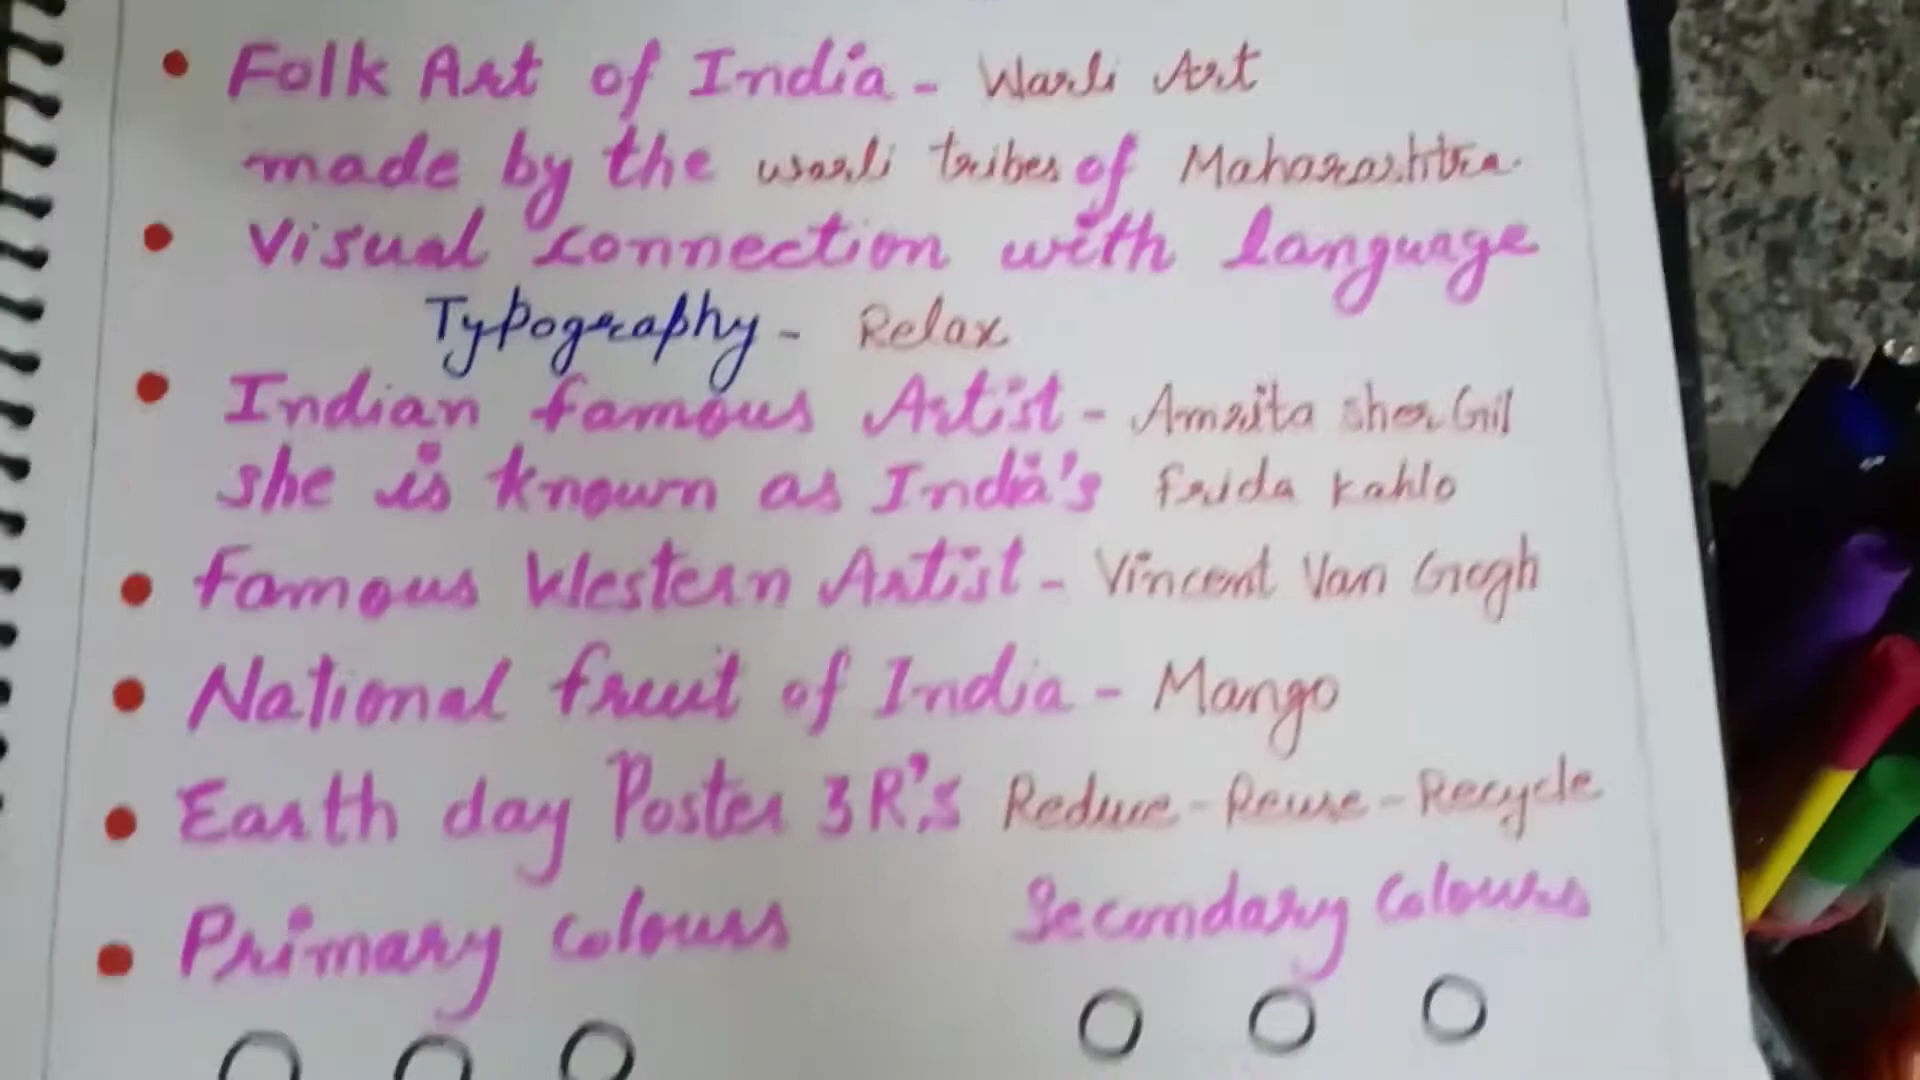 Folk Art of India - Warli Art
made by the warli tribes of Maharashtra.
Visual connection with language
Typography - Relax
Indian famous Artist - Amrita sher Gil
she is known as India's frida kahlo
famous Western Artist - Vincent Van Gogh
National fruit of India - Mango
Earth day Poster 3R's Reduce - Reuse - Recycle
Primary colours Secondary Colours